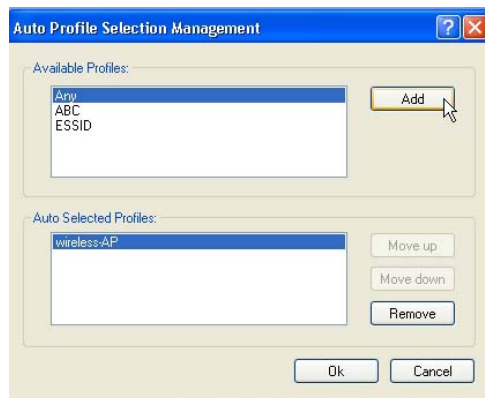 Auto Profile Selection Management
Available Profiles:
Any
ABC
ESSID
Add
Auto Selected Profiles:
wireless-AP
Move up
Move down
Remove
Ok
Cancel